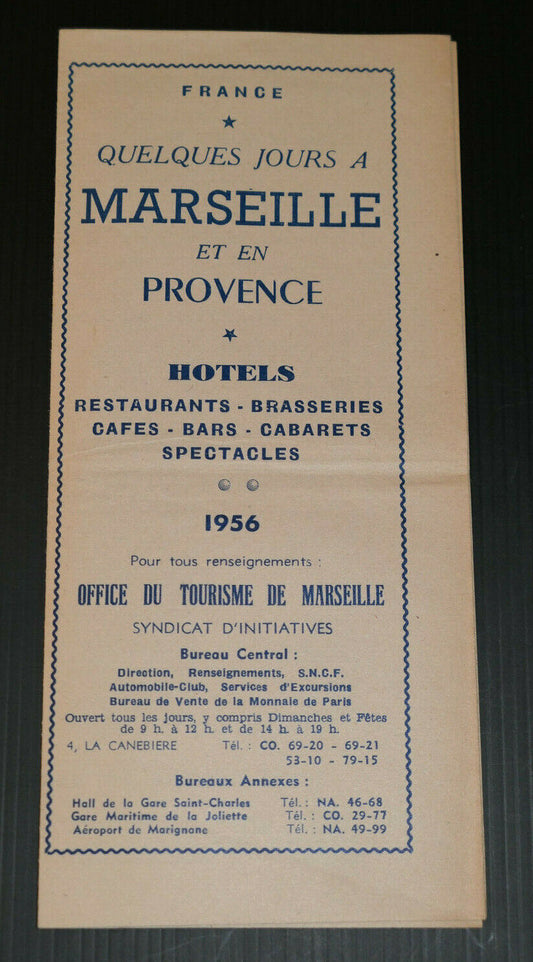 FRANCE
QUELQUES JOURS A
MARSEILLE
ET EN
PROVENCE
HOTELS
RESTAURANTS - BRASSERIES
CAFES - BARS - CABARETS
SPECTACLES
1956
Pour tous renseignements :
OFFICE DU TOURISME DE MARSEILLE
SYNDICAT D'INITIATIVES
Bureau Central :
Direction, Renseignements, S.N.C.F.
Automobile-Club, Services d'Excursions
Bureau de Vente de la Monnaie de Paris
Ouvert tous les jours, y compris Dimanches et Fêtes
de 9 h. à 12 h. et de 14 h. à 19 h.
4, LA CANEBIERE Tél. : CO. 69-20 - 69-21
53-10 - 79-15
Bureaux Annexes :
Hall de la Gare Saint-Charles Tél. : NA. 46-68
Gare Maritime de la Joliette Tél. : CO. 29-77
Aéroport de Marignane Tél. : NA. 49-99